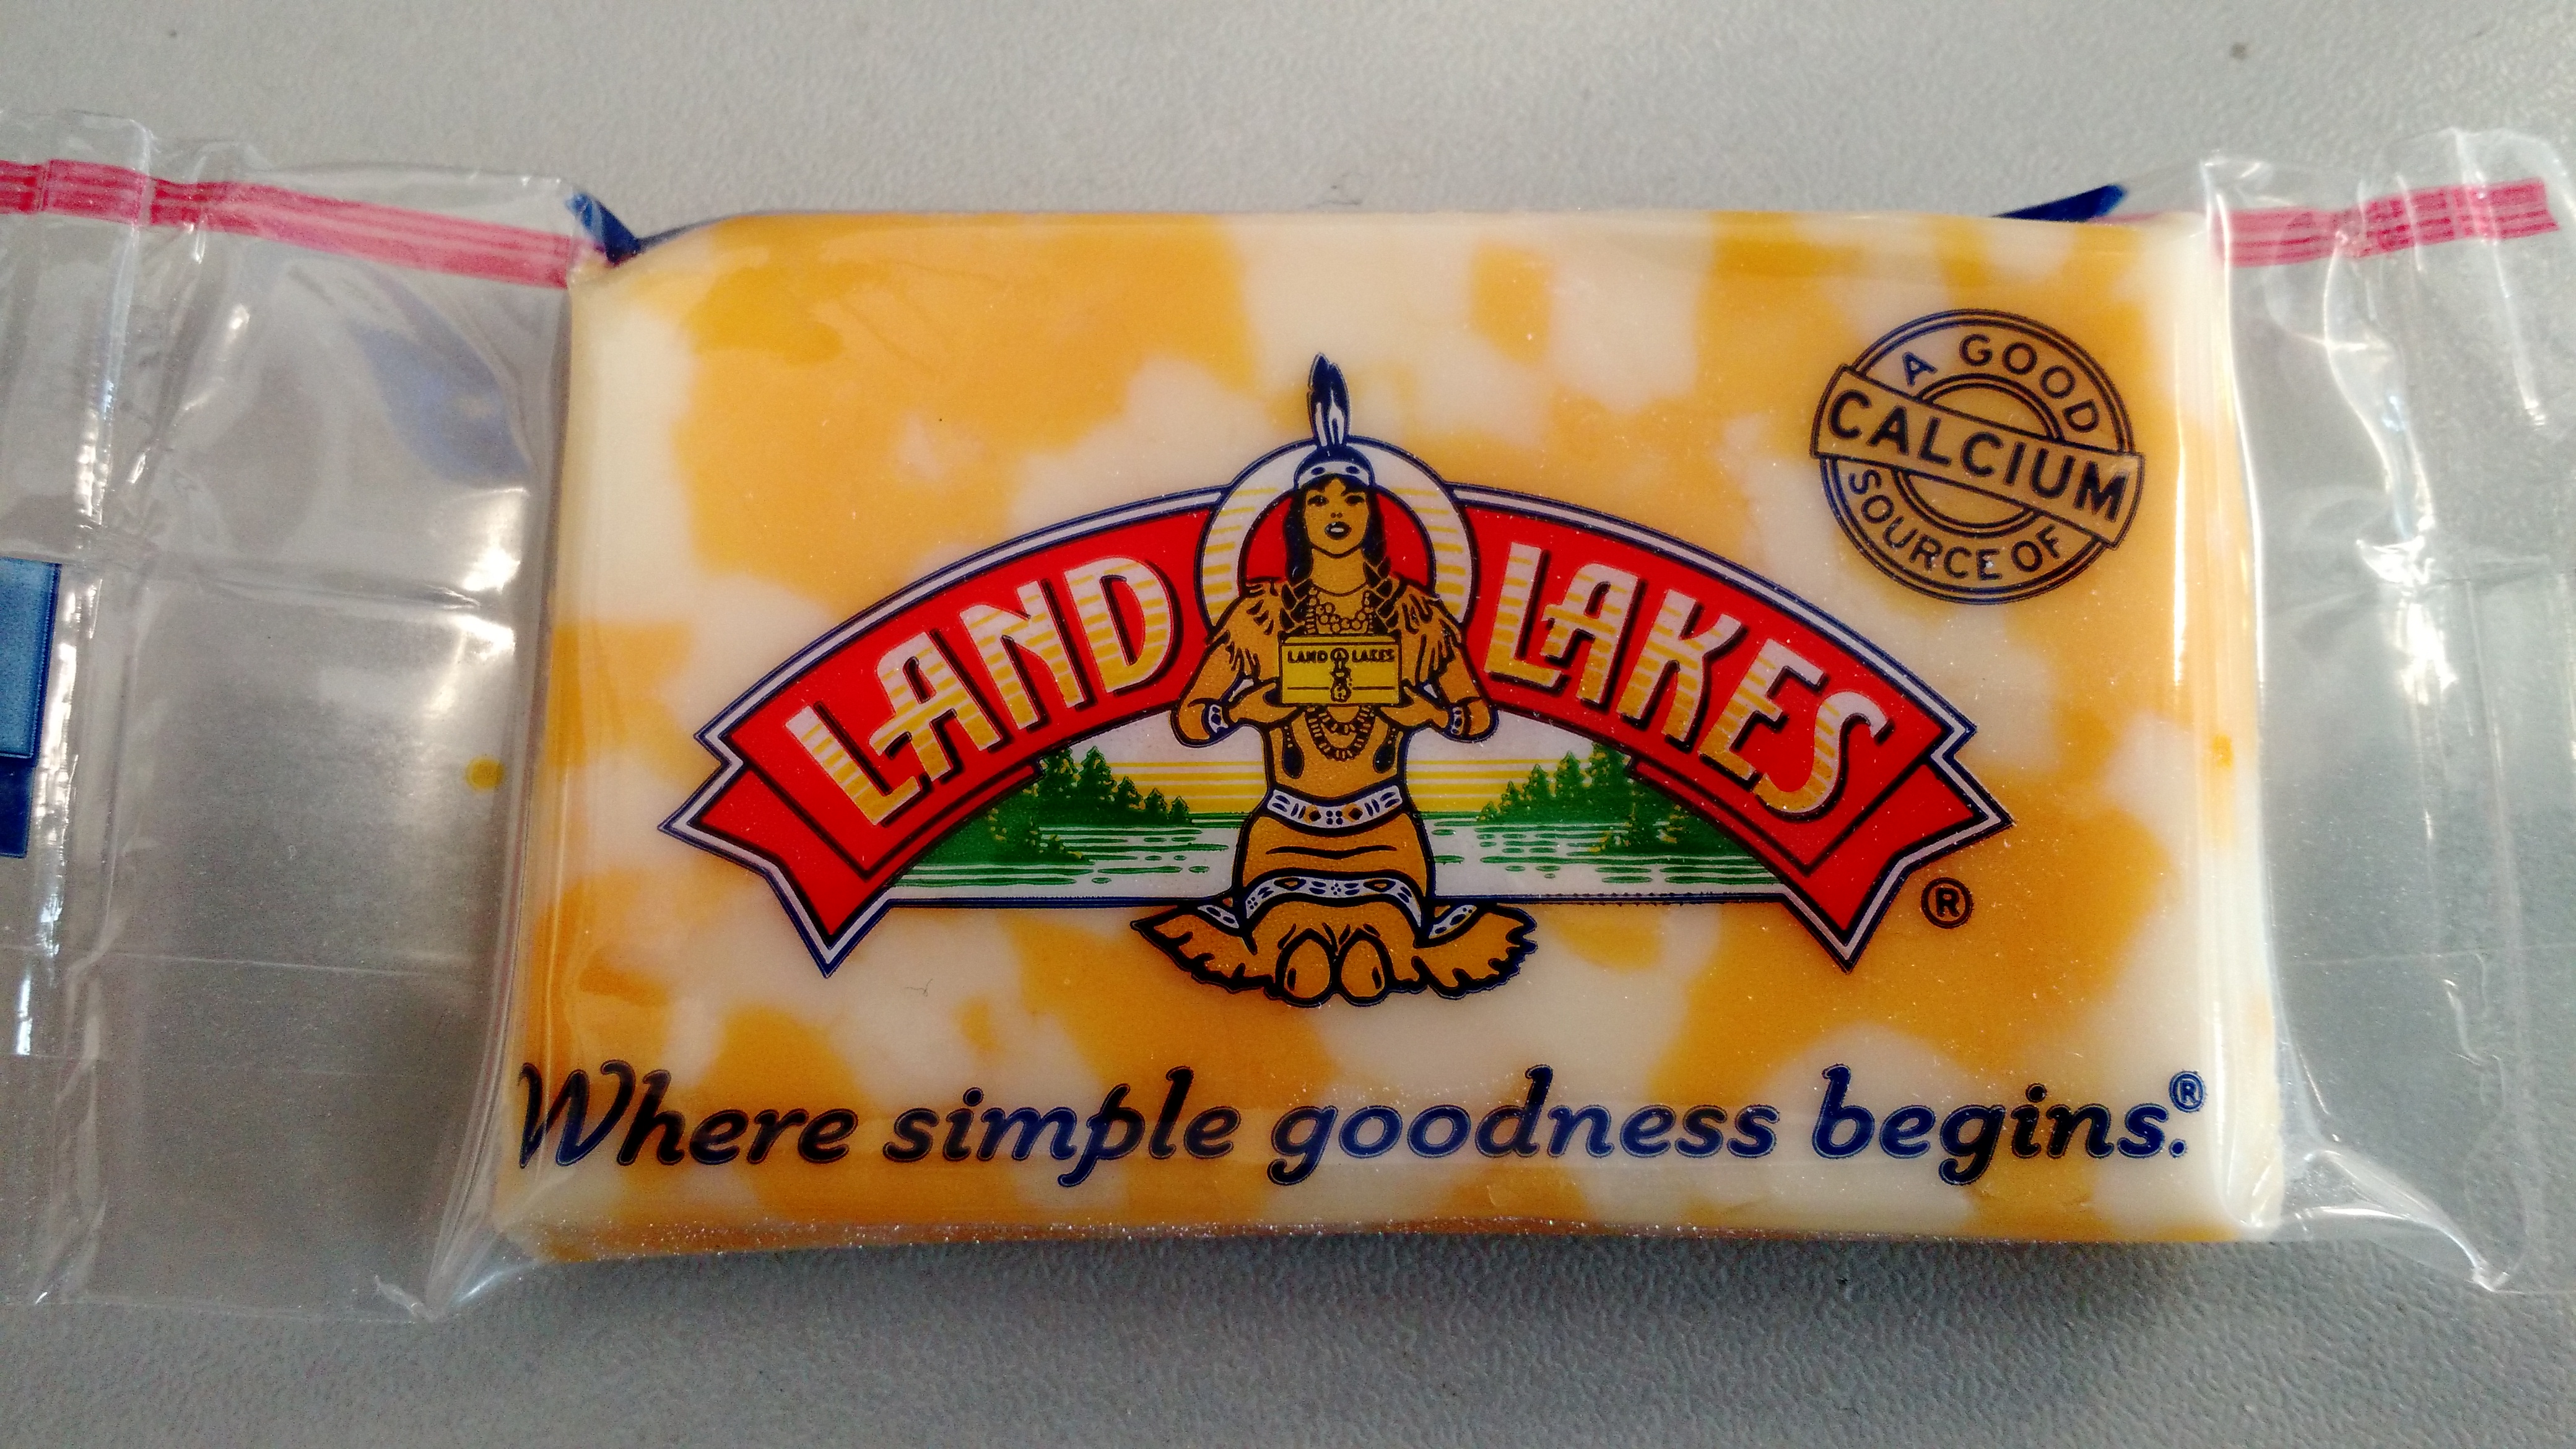 A GOOD
CALCIUM
SOURCE OF
LAND LAKES
LAND O LAKES
®
Where simple goodness begins.®